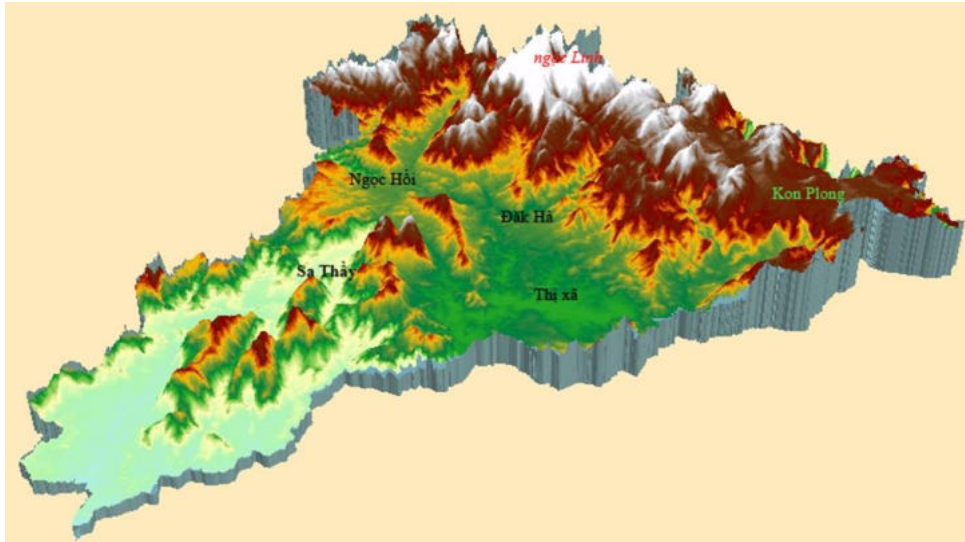 ngọc Linh
Ngọc Hồi
Kon Plong
Đăk Hà
Sa Thầy
Thị xã